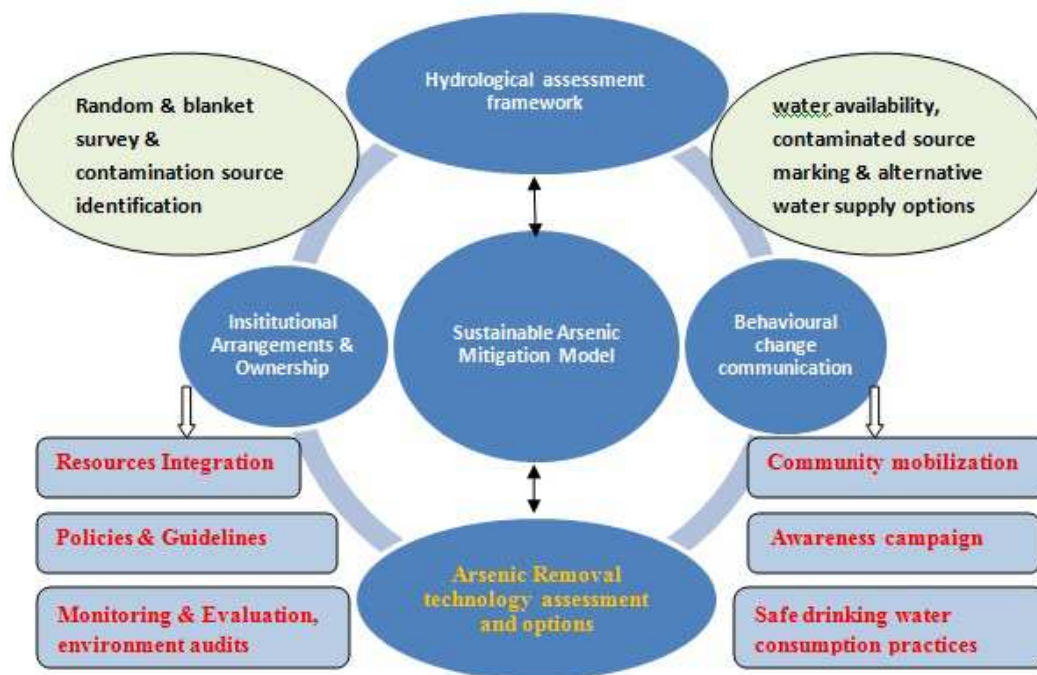 Hydrological assessment
framework
Random & blanket
survey &
contamination source
identification
water availability,
contaminated source
marking & alternative
water supply options
Insititutional
Arrangements &
Ownership
Sustainable Arsenic
Mitigation Model
Behavioural
change
communication
Resources Integration
Policies & Guidelines
Monitoring & Evaluation,
environment audits
Arsenic Removal
technology assessment
and options
Community mobilization
Awareness campaign
Safe drinking water
consumption practices